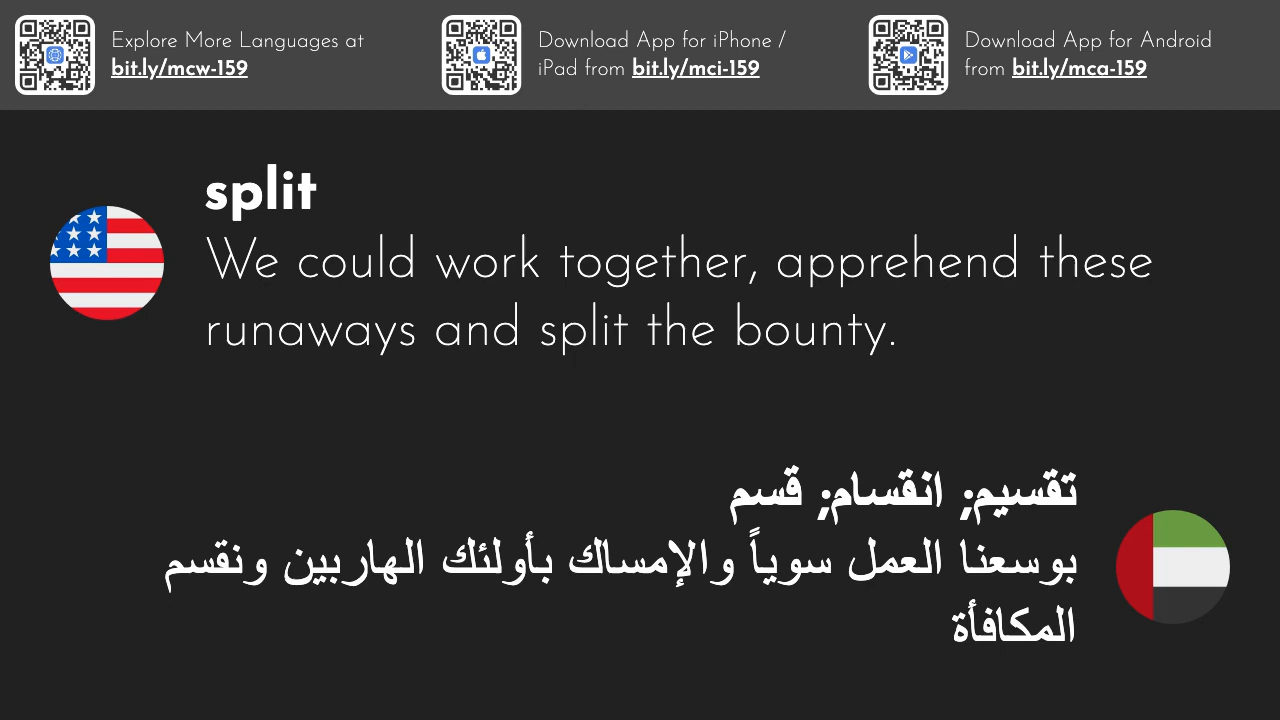 Explore More Languages at
bit.ly/mcw-159
Download App for iPhone /
iPad from bit.ly/mci-159
Download App for Android
from bit.ly/mca-159
split
We could work together, apprehend these
runaways and split the bounty.
تقسيم; انقسام; قسم
بوسعنا العمل سوياً والإمساك بأولئك الهاربين ونقسم
المكافأة